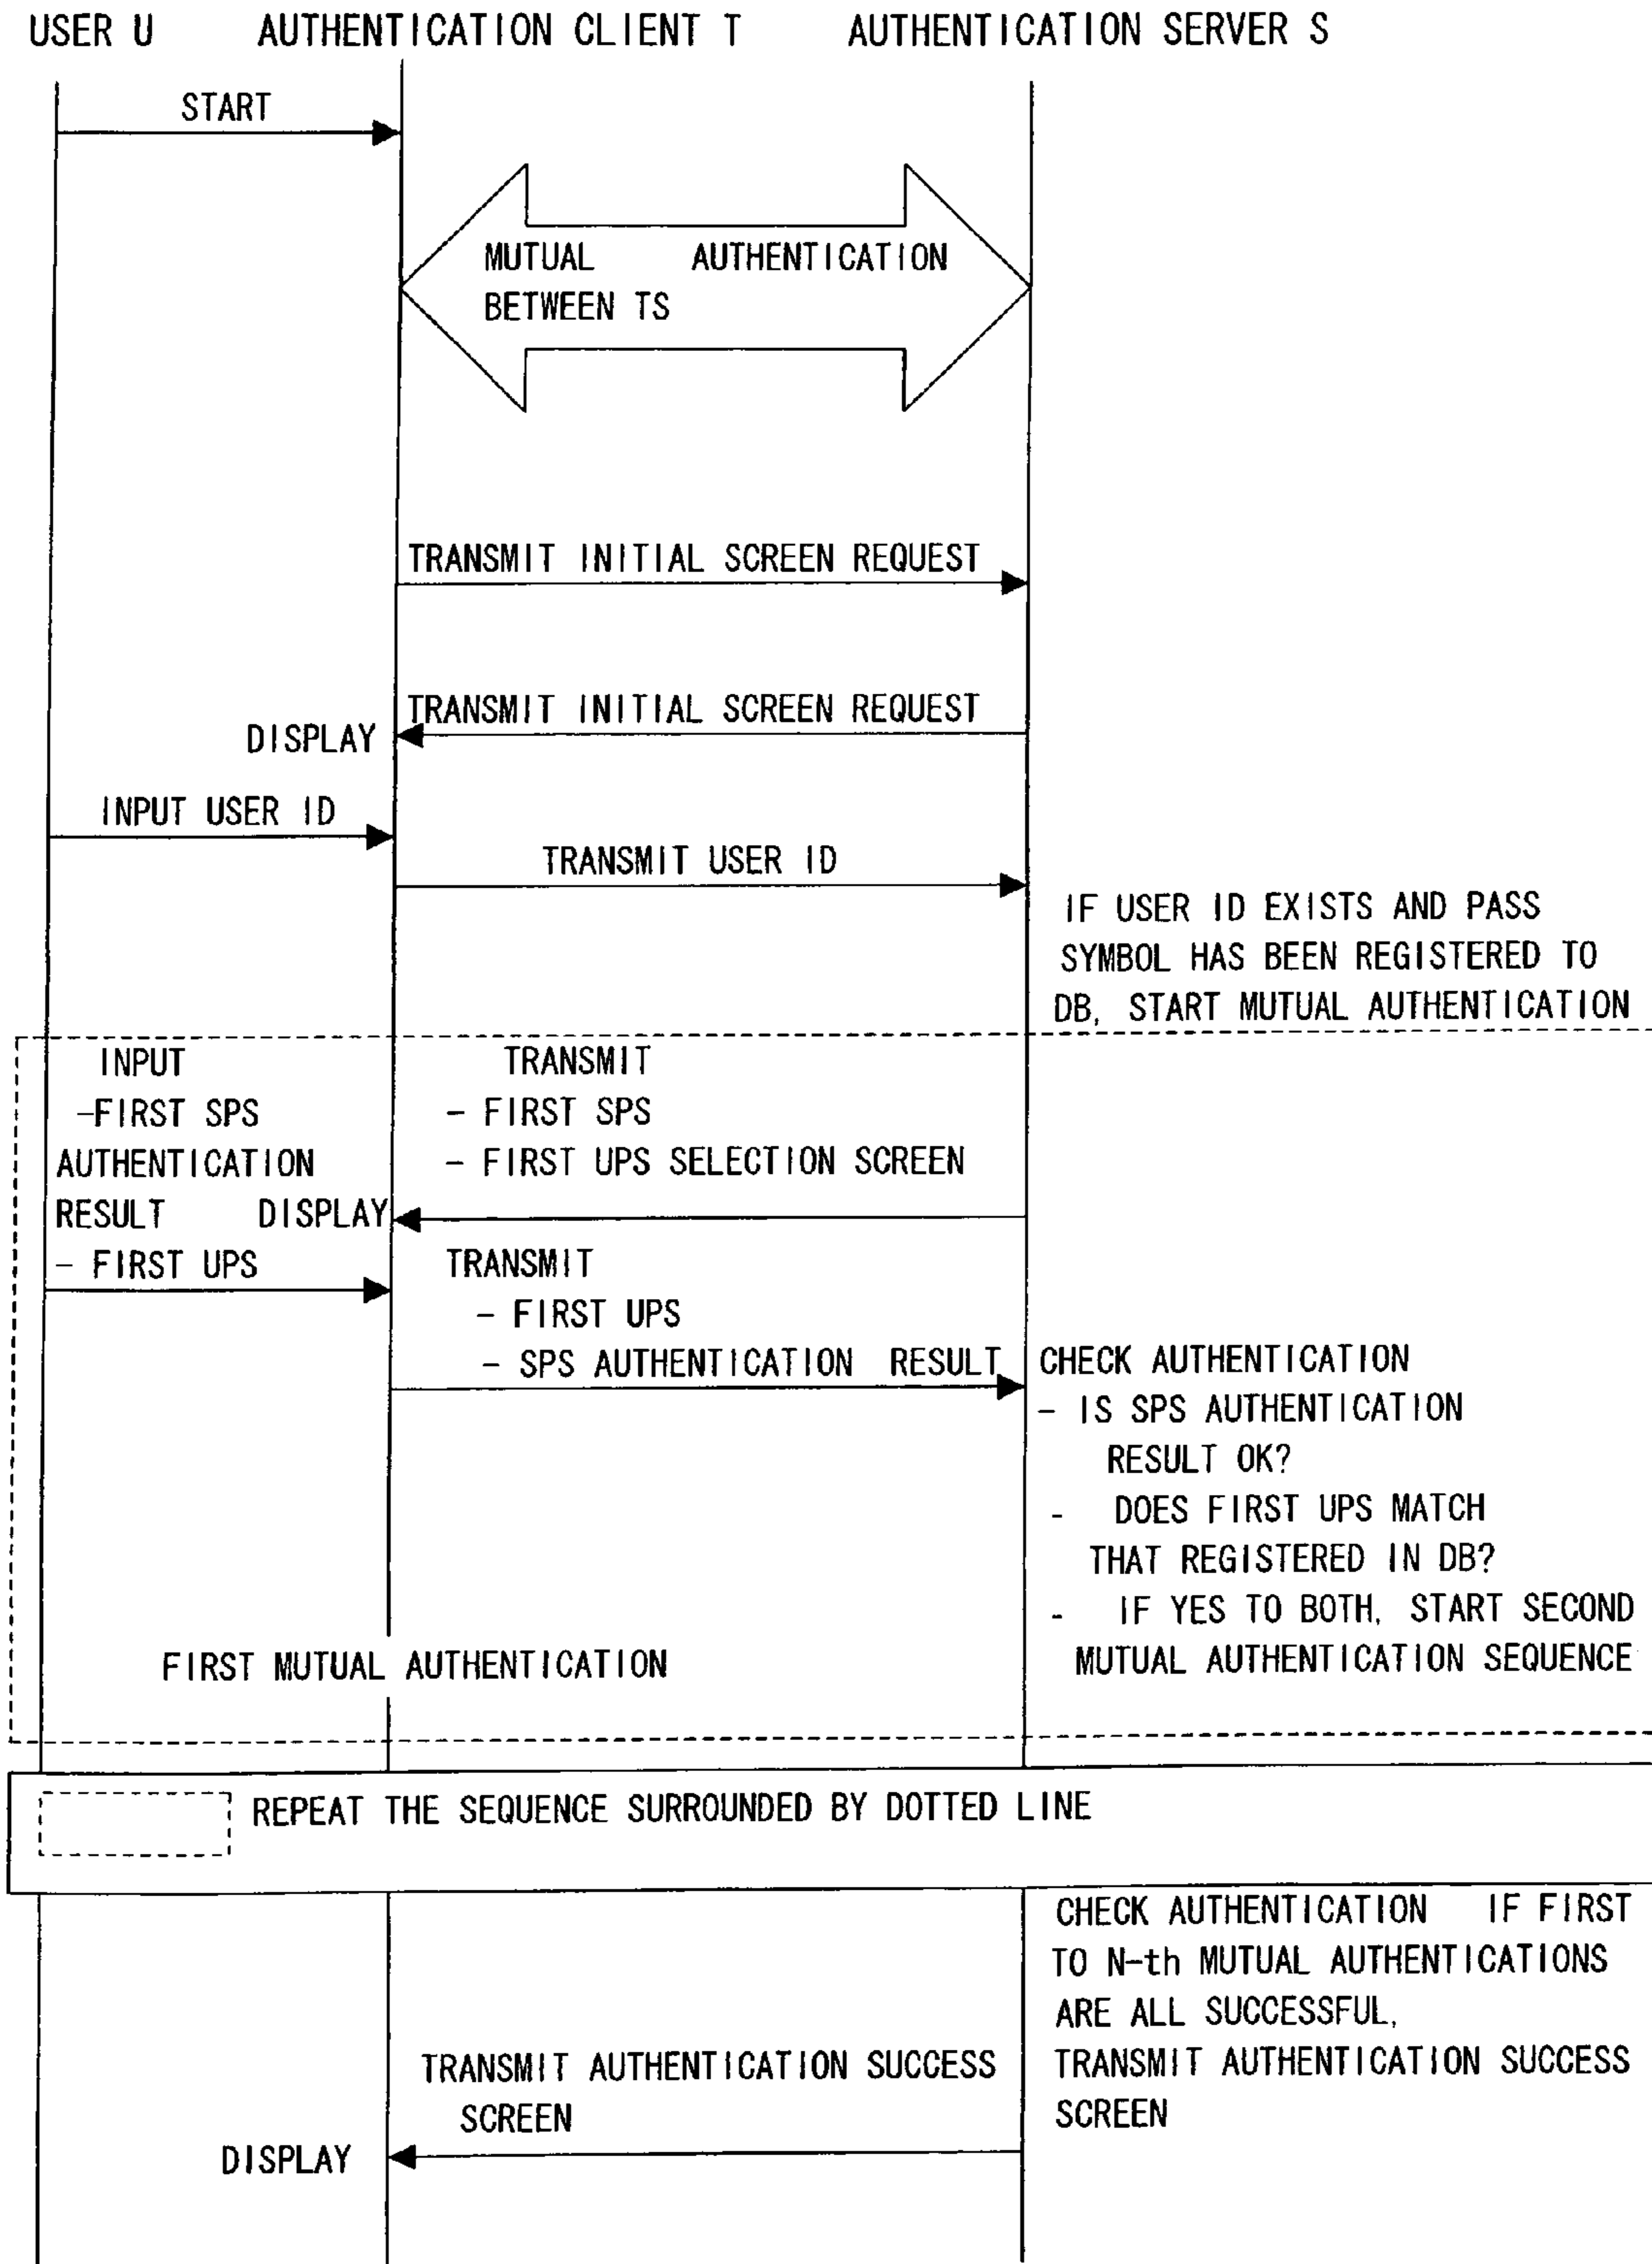 USER U
AUTHENTICATION CLIENT T
AUTHENTICATION SERVER S
START
MUTUAL AUTHENTICATION
BETWEEN TS
TRANSMIT INITIAL SCREEN REQUEST
TRANSMIT INITIAL SCREEN REQUEST
DISPLAY
INPUT USER ID
TRANSMIT USER ID
IF USER ID EXISTS AND PASS
SYMBOL HAS BEEN REGISTERED TO
DB, START MUTUAL AUTHENTICATION
INPUT
-FIRST SPS
AUTHENTICATION
RESULT
- FIRST UPS
TRANSMIT
- FIRST SPS
- FIRST UPS SELECTION SCREEN
DISPLAY
TRANSMIT
- FIRST UPS
- SPS AUTHENTICATION RESULT
CHECK AUTHENTICATION
- IS SPS AUTHENTICATION
RESULT OK?
- DOES FIRST UPS MATCH
THAT REGISTERED IN DB?
- IF YES TO BOTH, START SECOND
MUTUAL AUTHENTICATION SEQUENCE
FIRST MUTUAL AUTHENTICATION
REPEAT THE SEQUENCE SURROUNDED BY DOTTED LINE
CHECK AUTHENTICATION IF FIRST
TO N-th MUTUAL AUTHENTICATIONS
ARE ALL SUCCESSFUL,
TRANSMIT AUTHENTICATION SUCCESS
SCREEN
TRANSMIT AUTHENTICATION SUCCESS
SCREEN
DISPLAY